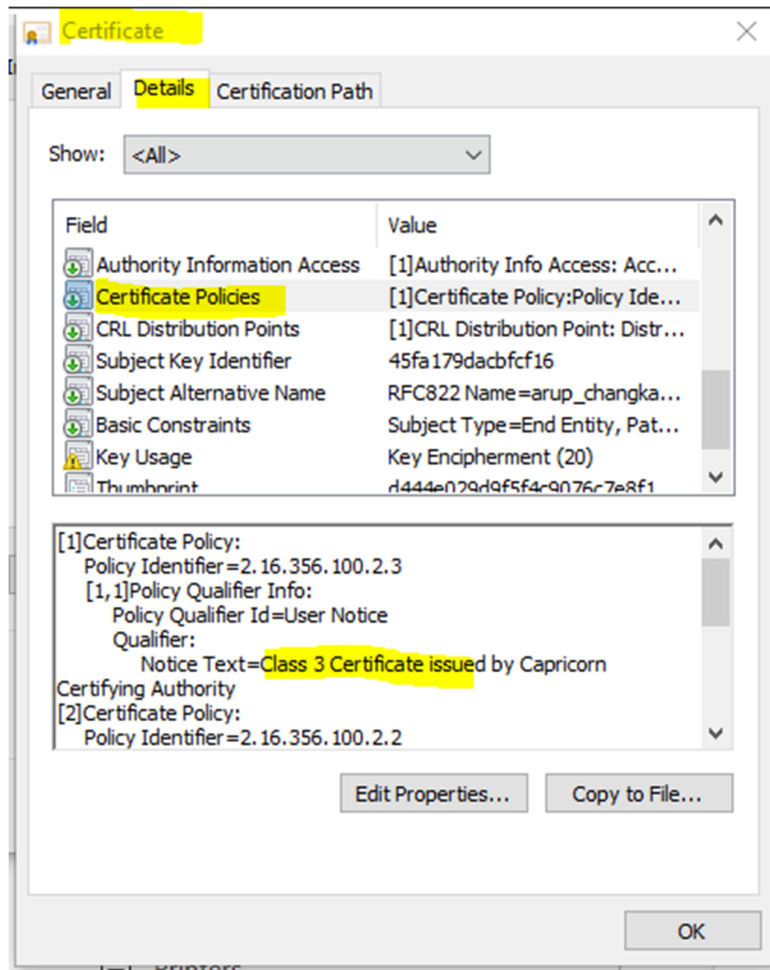 Certificate
General Details Certification Path
Show: <All>
Field Value
Authority Information Access [1]Authority Info Access: Acc...
Certificate Policies [1]Certificate Policy:Policy Ide...
CRL Distribution Points [1]CRL Distribution Point: Distr...
Subject Key Identifier 45fa179dacbfcf16
Subject Alternative Name RFC822 Name=arup_changka...
Basic Constraints Subject Type=End Entity, Pat...
Key Usage Key Encipherment (20)
Thumbprint d444e029d9f5f4c9076c7e8f1
[1]Certificate Policy:
Policy Identifier=2.16.356.100.2.3
[1,1]Policy Qualifier Info:
Policy Qualifier Id=User Notice
Qualifier:
Notice Text=Class 3 Certificate issued by Capricorn
Certifying Authority
[2]Certificate Policy:
Policy Identifier=2.16.356.100.2.2
Edit Properties... Copy to File...
OK
Printers